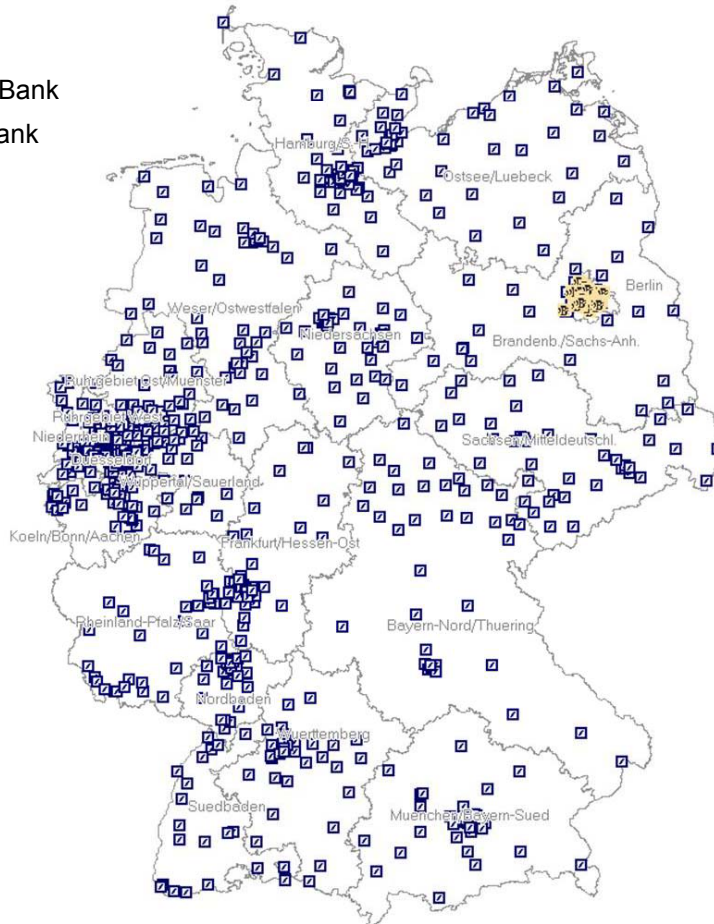 Bank
ank
Hamburg/S.-H.
Ostsee/Luebeck
Berlin
Weser/Ostwestfalen
Niedersachsen
Brandenb./Sachs-Anh.
Ruhrgebiet Ost/Muenster
Ruhrgebiet West
Niederrhein
Sachsen/Mitteldeutschl.
Duesseldorf
Wuppertal/Sauerland
Koeln/Bonn/Aachen
Frankfurt/Hessen-Ost
Rheinland-Pfalz/Saar
Bayern-Nord/Thuering
Nordbaden
Wuerttemberg
Suedbaden
Muenchen/Bayern-Sued